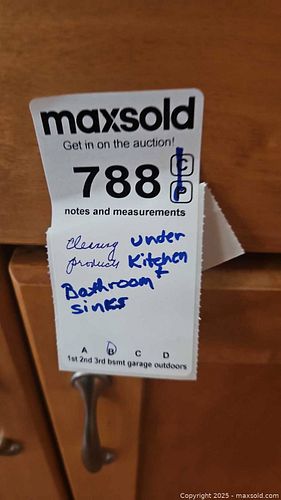 maxsold
Get in on the auction!
788 C
P
notes and measurements
Cleaning under
products Kitchen
+
Bathroom
sinks
A B C D
1st 2nd 3rd bsmt garage outdoors
Copyright © 2025 - maxsold.com